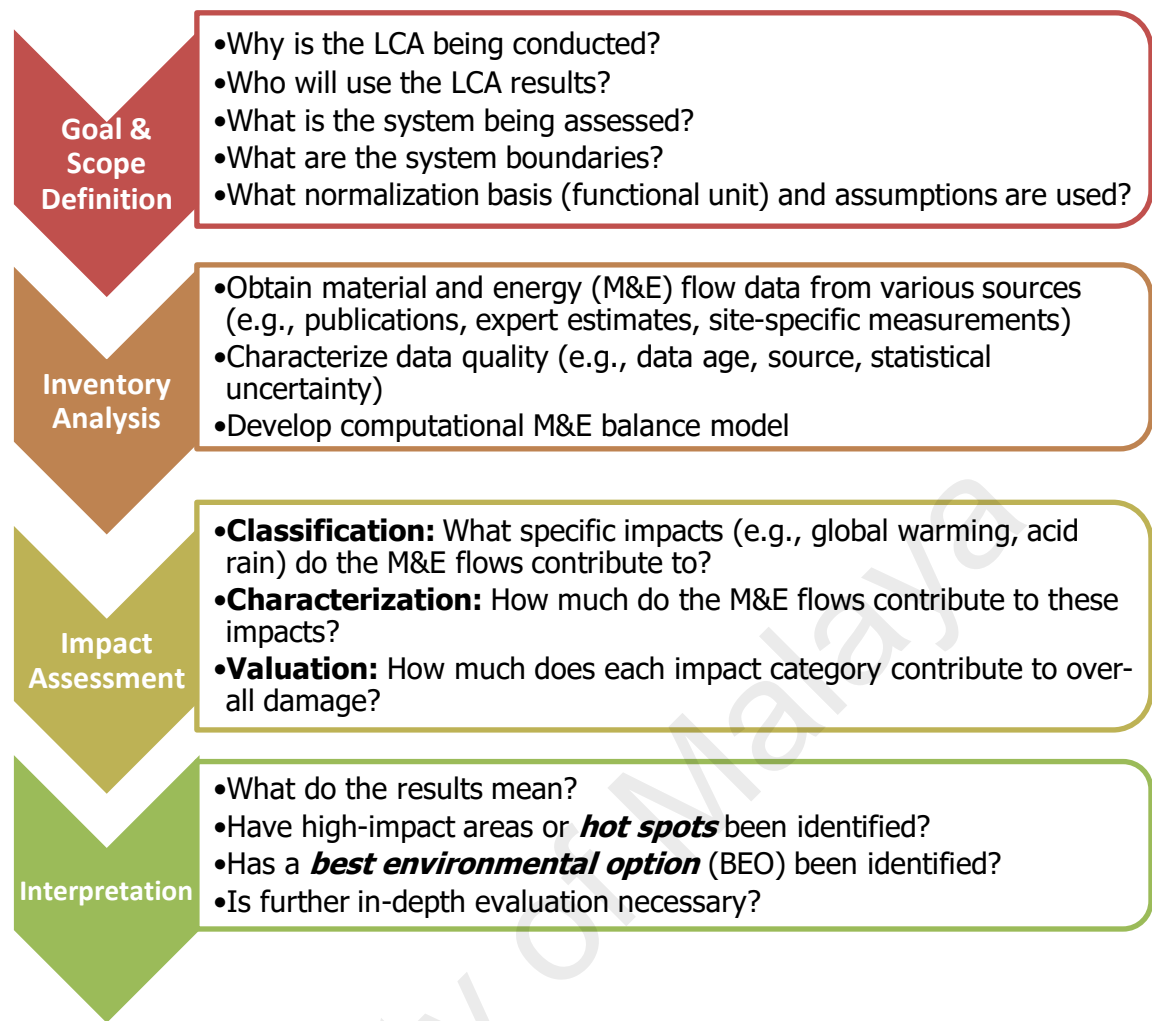 Goal &
Scope
Definition
•Why is the LCA being conducted?
•Who will use the LCA results?
•What is the system being assessed?
•What are the system boundaries?
•What normalization basis (functional unit) and assumptions are used?
Inventory
Analysis
•Obtain material and energy (M&E) flow data from various sources
(e.g., publications, expert estimates, site-specific measurements)
•Characterize data quality (e.g., data age, source, statistical
uncertainty)
•Develop computational M&E balance model
Impact
Assessment
•Classification: What specific impacts (e.g., global warming, acid
rain) do the M&E flows contribute to?
•Characterization: How much do the M&E flows contribute to these
impacts?
•Valuation: How much does each impact category contribute to over-
all damage?
Interpretation
•What do the results mean?
•Have high-impact areas or hot spots been identified?
•Has a best environmental option (BEO) been identified?
•Is further in-depth evaluation necessary?
of Malaya